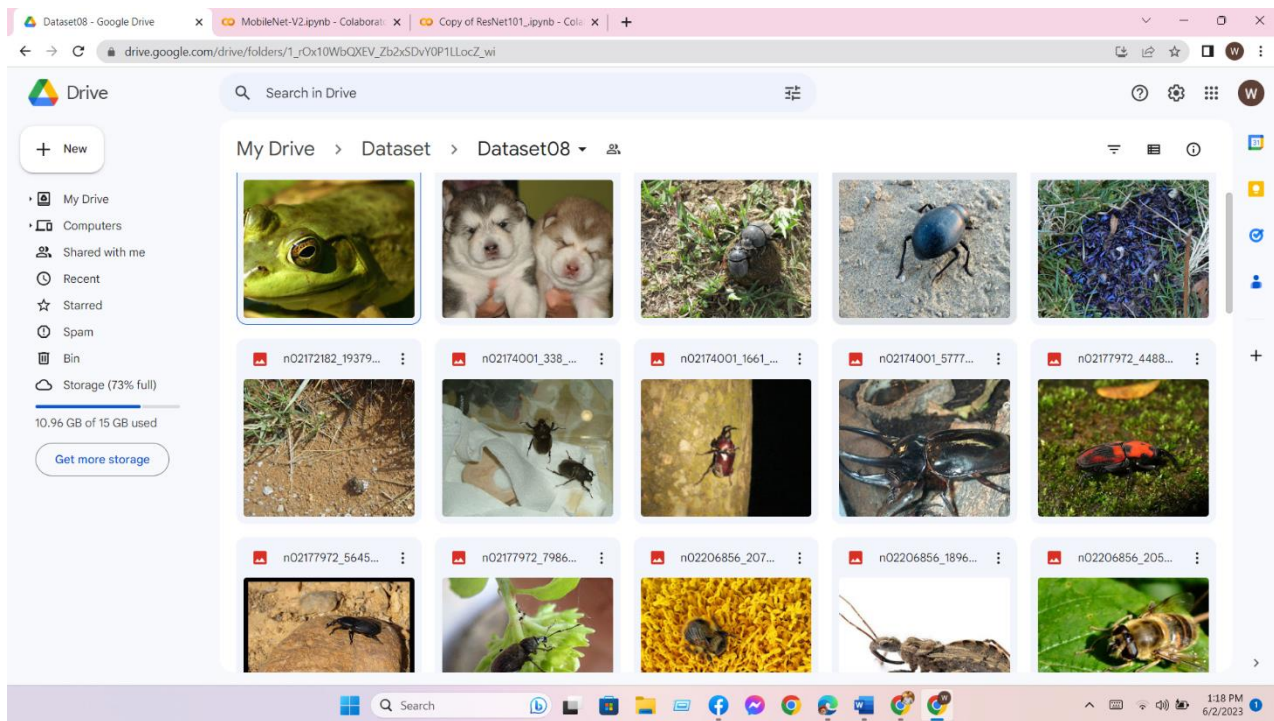 Dataset08 - Google Drive
MobileNet-V2.ipynb - Colaborato
Copy of ResNet101_.ipynb - Cola
drive.google.com/drive/folders/1_rOx10WbQXEV_Zb2xSDvY0P1LLocZ_wi
W
Drive
Search in Drive
W
New
My Drive > Dataset > Dataset08
31
My Drive
Computers
Shared with me
Recent
Starred
Spam
Bin
Storage (73% full)
10.96 GB of 15 GB used
Get more storage
n02172182_19379...
n02174001_338_...
n02174001_1661_...
n02174001_5777...
n02177972_4488...
n02177972_5645...
n02177972_7986...
n02206856_207...
n02206856_1896...
n02206856_205...
Search
1:18 PM
6/2/2023